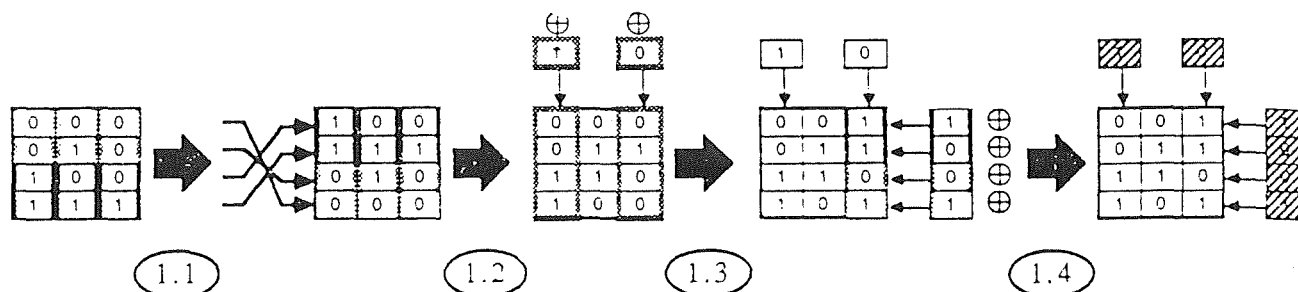 ⊕ ⊕
1 0 1 0
0 0 0 1 0 0 0 0 0 0 0 1 1 ⊕ 0 0 1
0 1 0 1 1 1 0 1 1 0 1 1 0 ⊕ 0 1 1
1 0 0 0 1 0 1 1 0 1 1 0 0 ⊕ 1 1 0
1 1 1 0 0 0 1 0 0 1 0 1 1 ⊕ 1 0 1
1.1 1.2 1.3 1.4